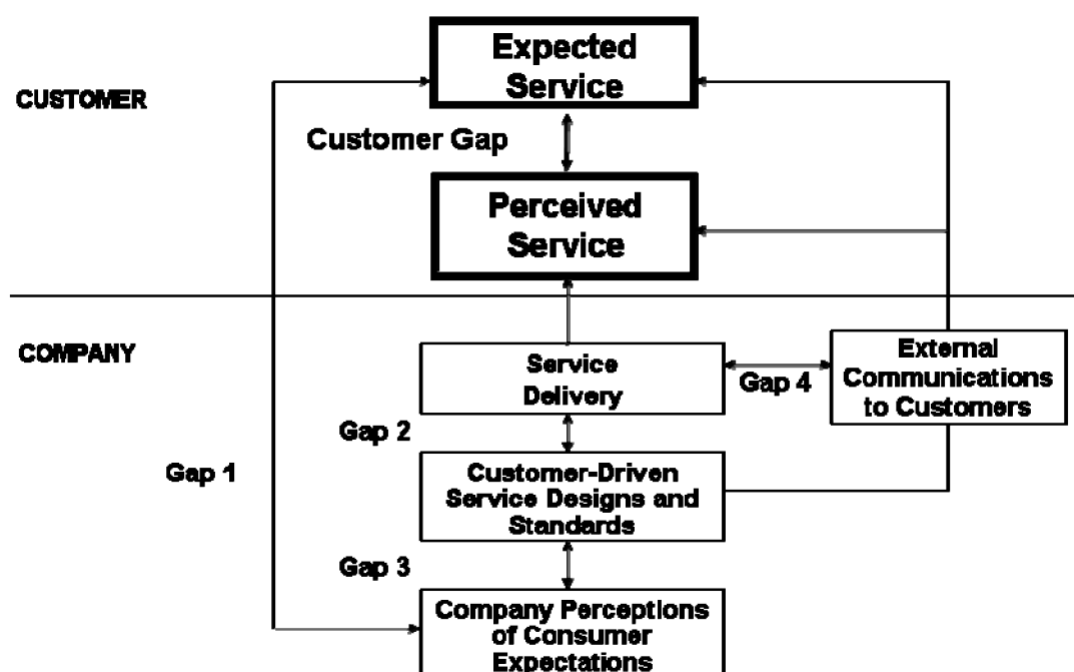 Expected
Service
CUSTOMER
Customer Gap
Perceived
Service
COMPANY
Service
Delivery
Gap 4
External
Communications
to Customers
Gap 2
Gap 1
Customer-Driven
Service Designs and
Standards
Gap 3
Company Perceptions
of Consumer
Expectations